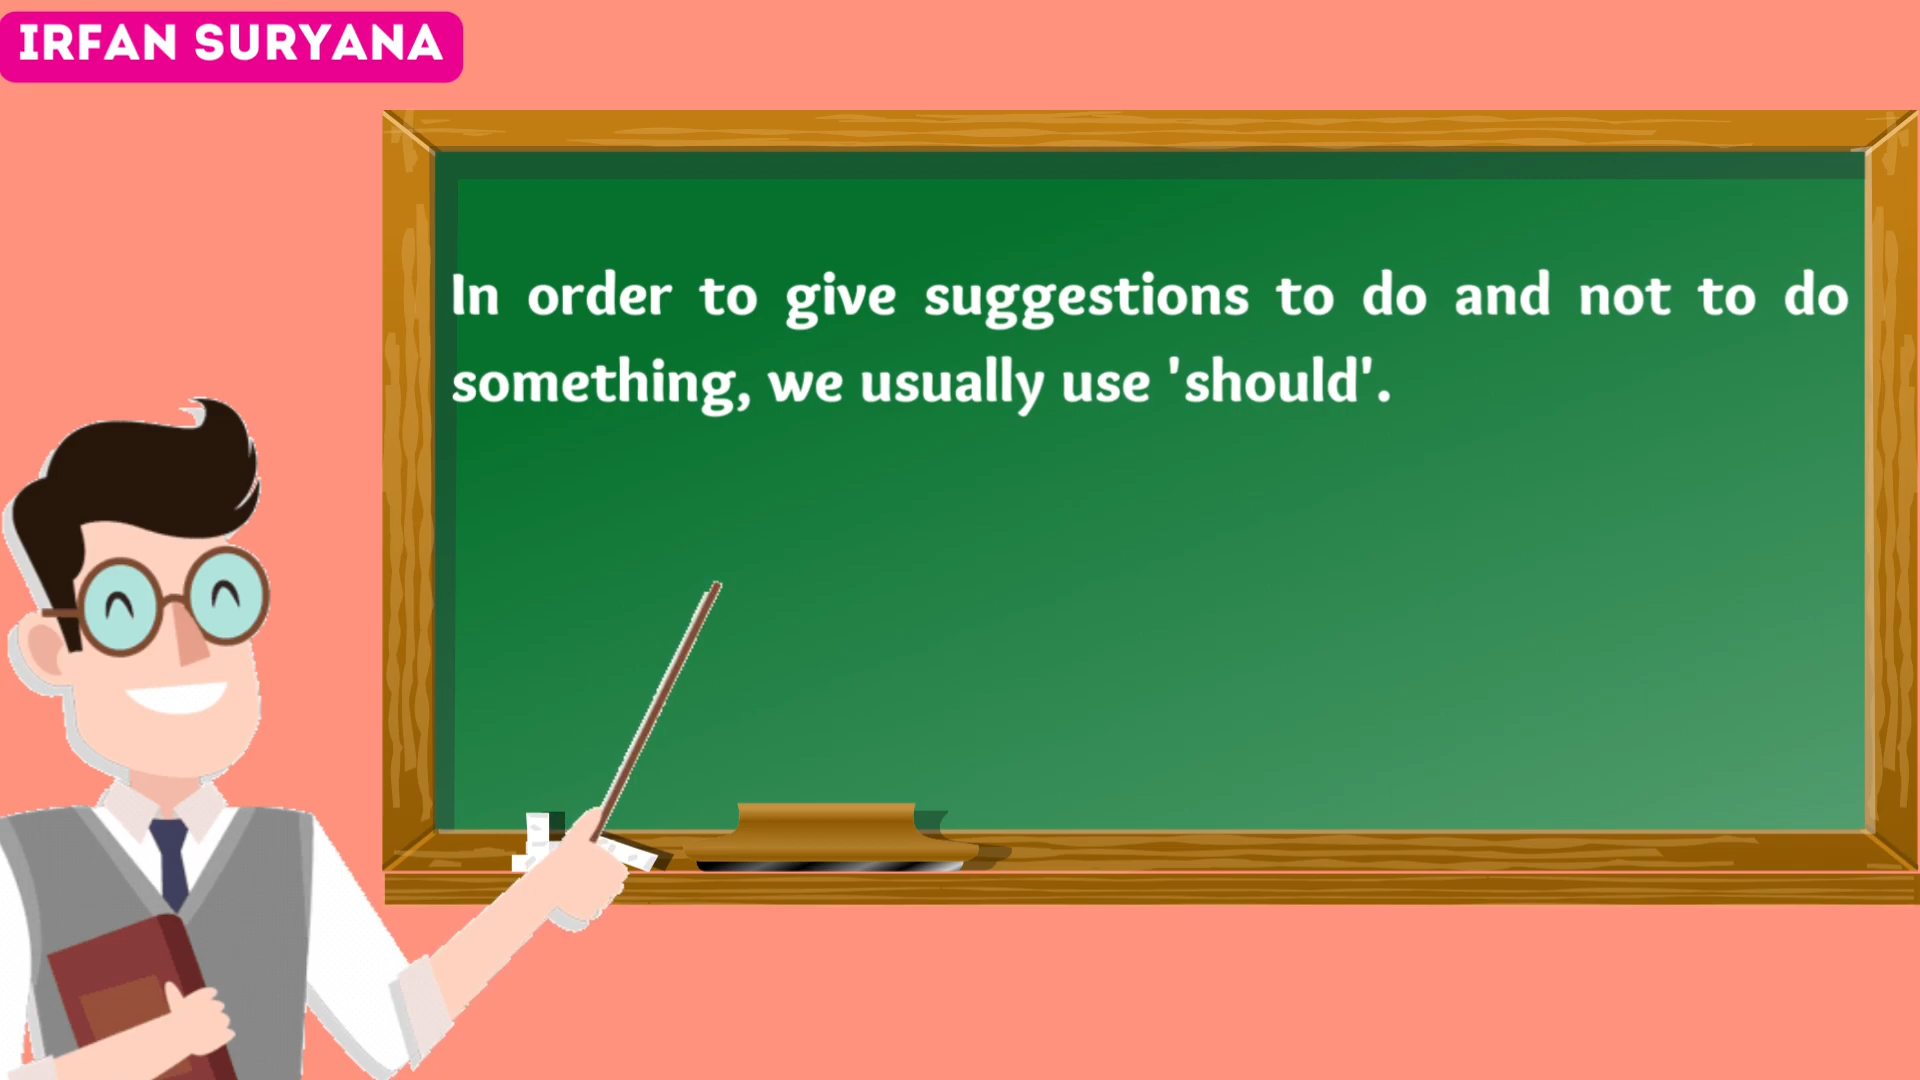 IRFAN SURYANA
In order to give suggestions to do and not to do
something, we usually use 'should'.